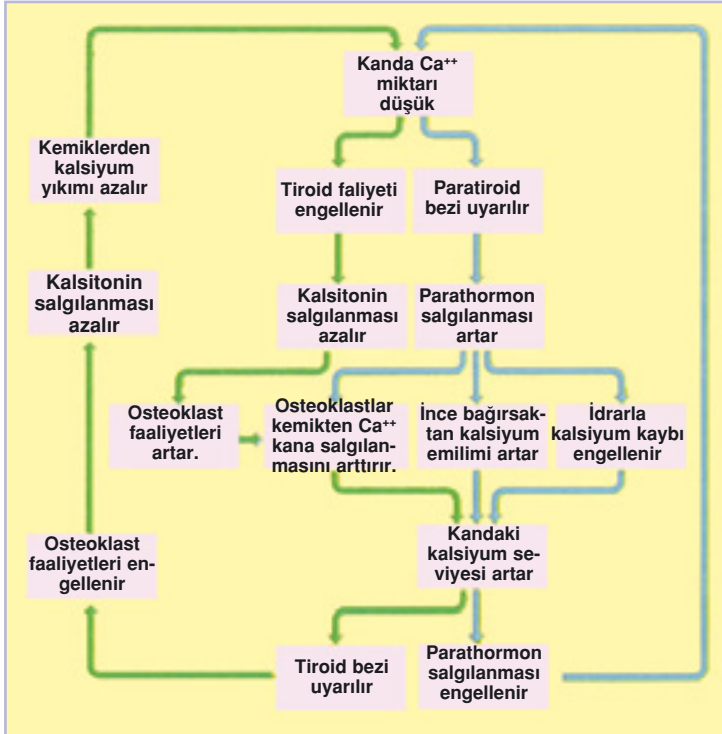 Kanda Ca⁺⁺
miktarı
düşük
Kemiklerden
kalsiyum
yıkımı azalır
Tiroid faliyeti
engellenir
Paratiroid
bezi uyarılır
Kalsitonin
salgılanması
azalır
Kalsitonin
salgılanması
azalır
Parathormon
salgılanması
artar
Osteoklast
faaliyetleri
artar.
Osteoklastlar
kemikten Ca⁺⁺
kana salgılan-
masını arttırır.
İnce bağırsak-
tan kalsiyum
emilimi artar
İdrarla
kalsiyum kaybı
engellenir
Osteoklast
faaliyetleri en-
gellenir
Kandaki
kalsiyum se-
viyesi artar
Tiroid bezi
uyarılır
Parathormon
salgılanması
engellenir